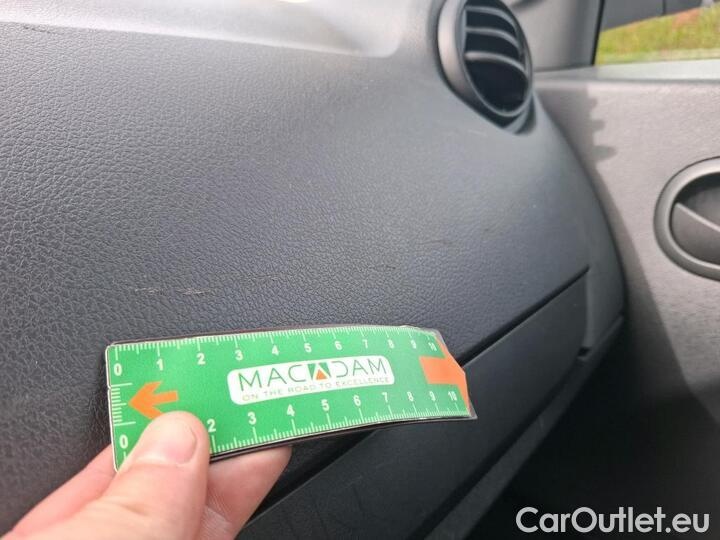 0 1 2 3 4 5 6 7 8 9
MACADAM
ON THE ROAD TO EXCELLENCE
0 2 3 4 5 6 7 8 9 10
CarOutlet.eu